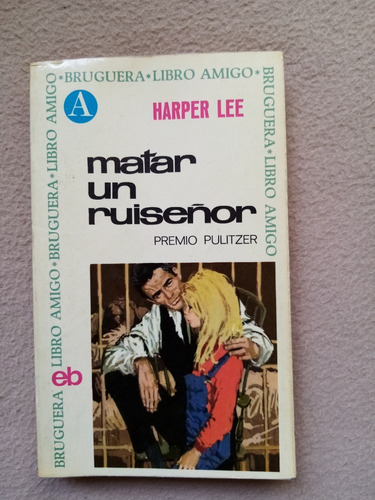 *BRUGUERA*LIBRO AMIGO*
BRUGUERA*LIBRO AMIGO*BRUGUERA*LIBRO AMIGO
BRUGUERA*LIBRO AMIGO
A
HARPER LEE
matar
un
ruiseñor
PREMIO PULITZER
eb